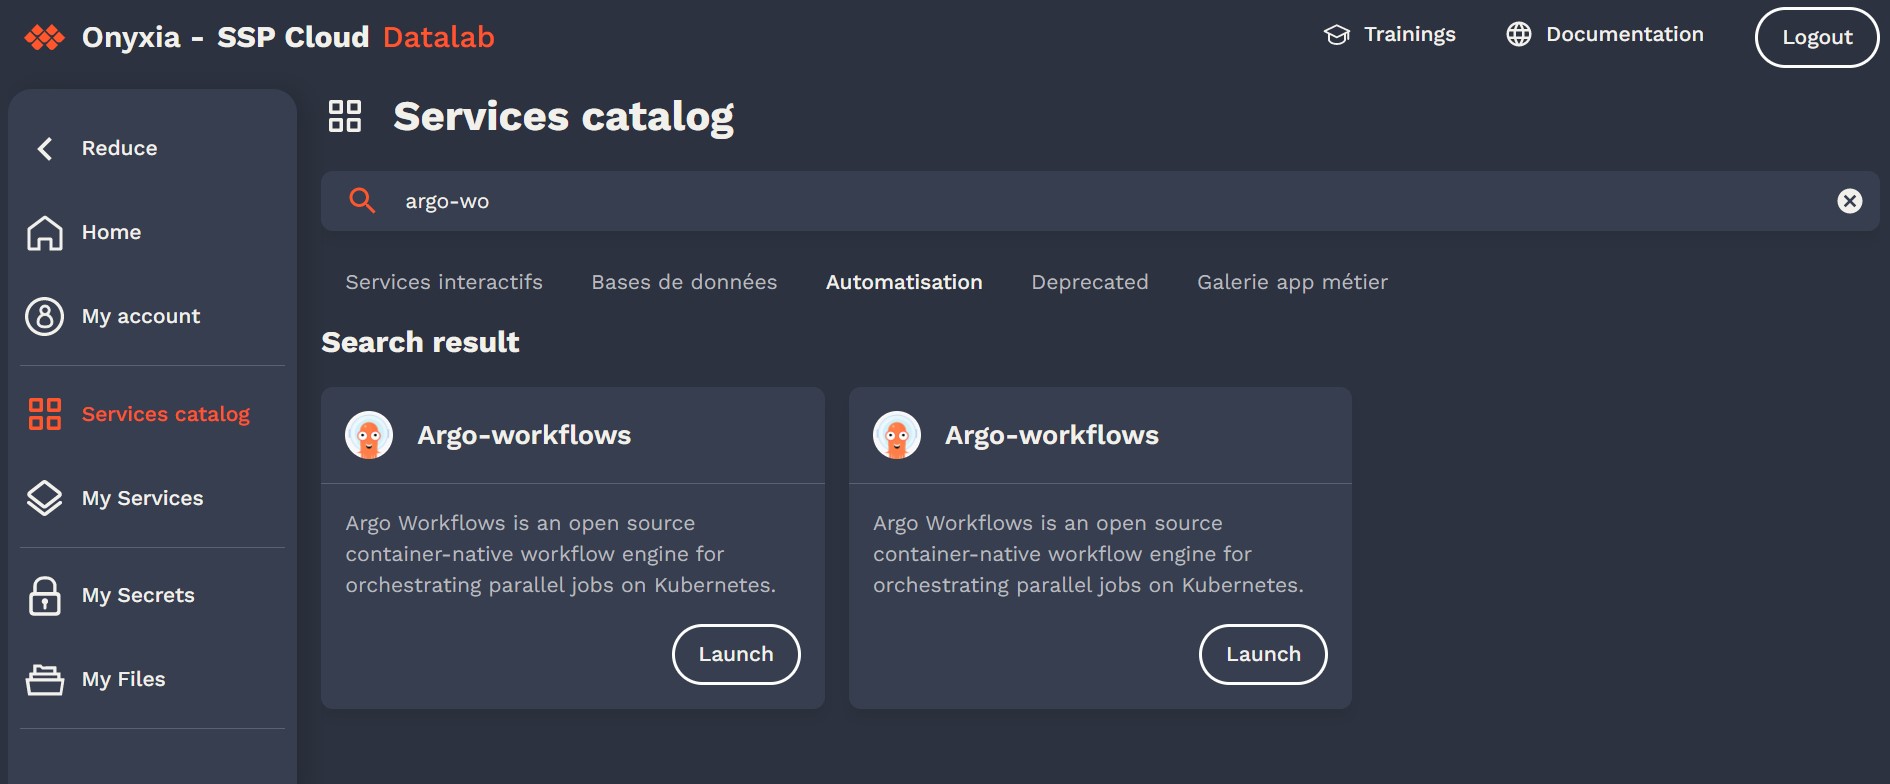 Onyxia - SSP Cloud Datalab
Trainings
Documentation
Logout
Reduce
Home
My account
Services catalog
My Services
My Secrets
My Files
Services catalog
argo-wo
Services interactifs
Bases de données
Automatisation
Deprecated
Galerie app métier
Search result
Argo-workflows
Argo Workflows is an open source
container-native workflow engine for
orchestrating parallel jobs on Kubernetes.
Launch
Argo-workflows
Argo Workflows is an open source
container-native workflow engine for
orchestrating parallel jobs on Kubernetes.
Launch